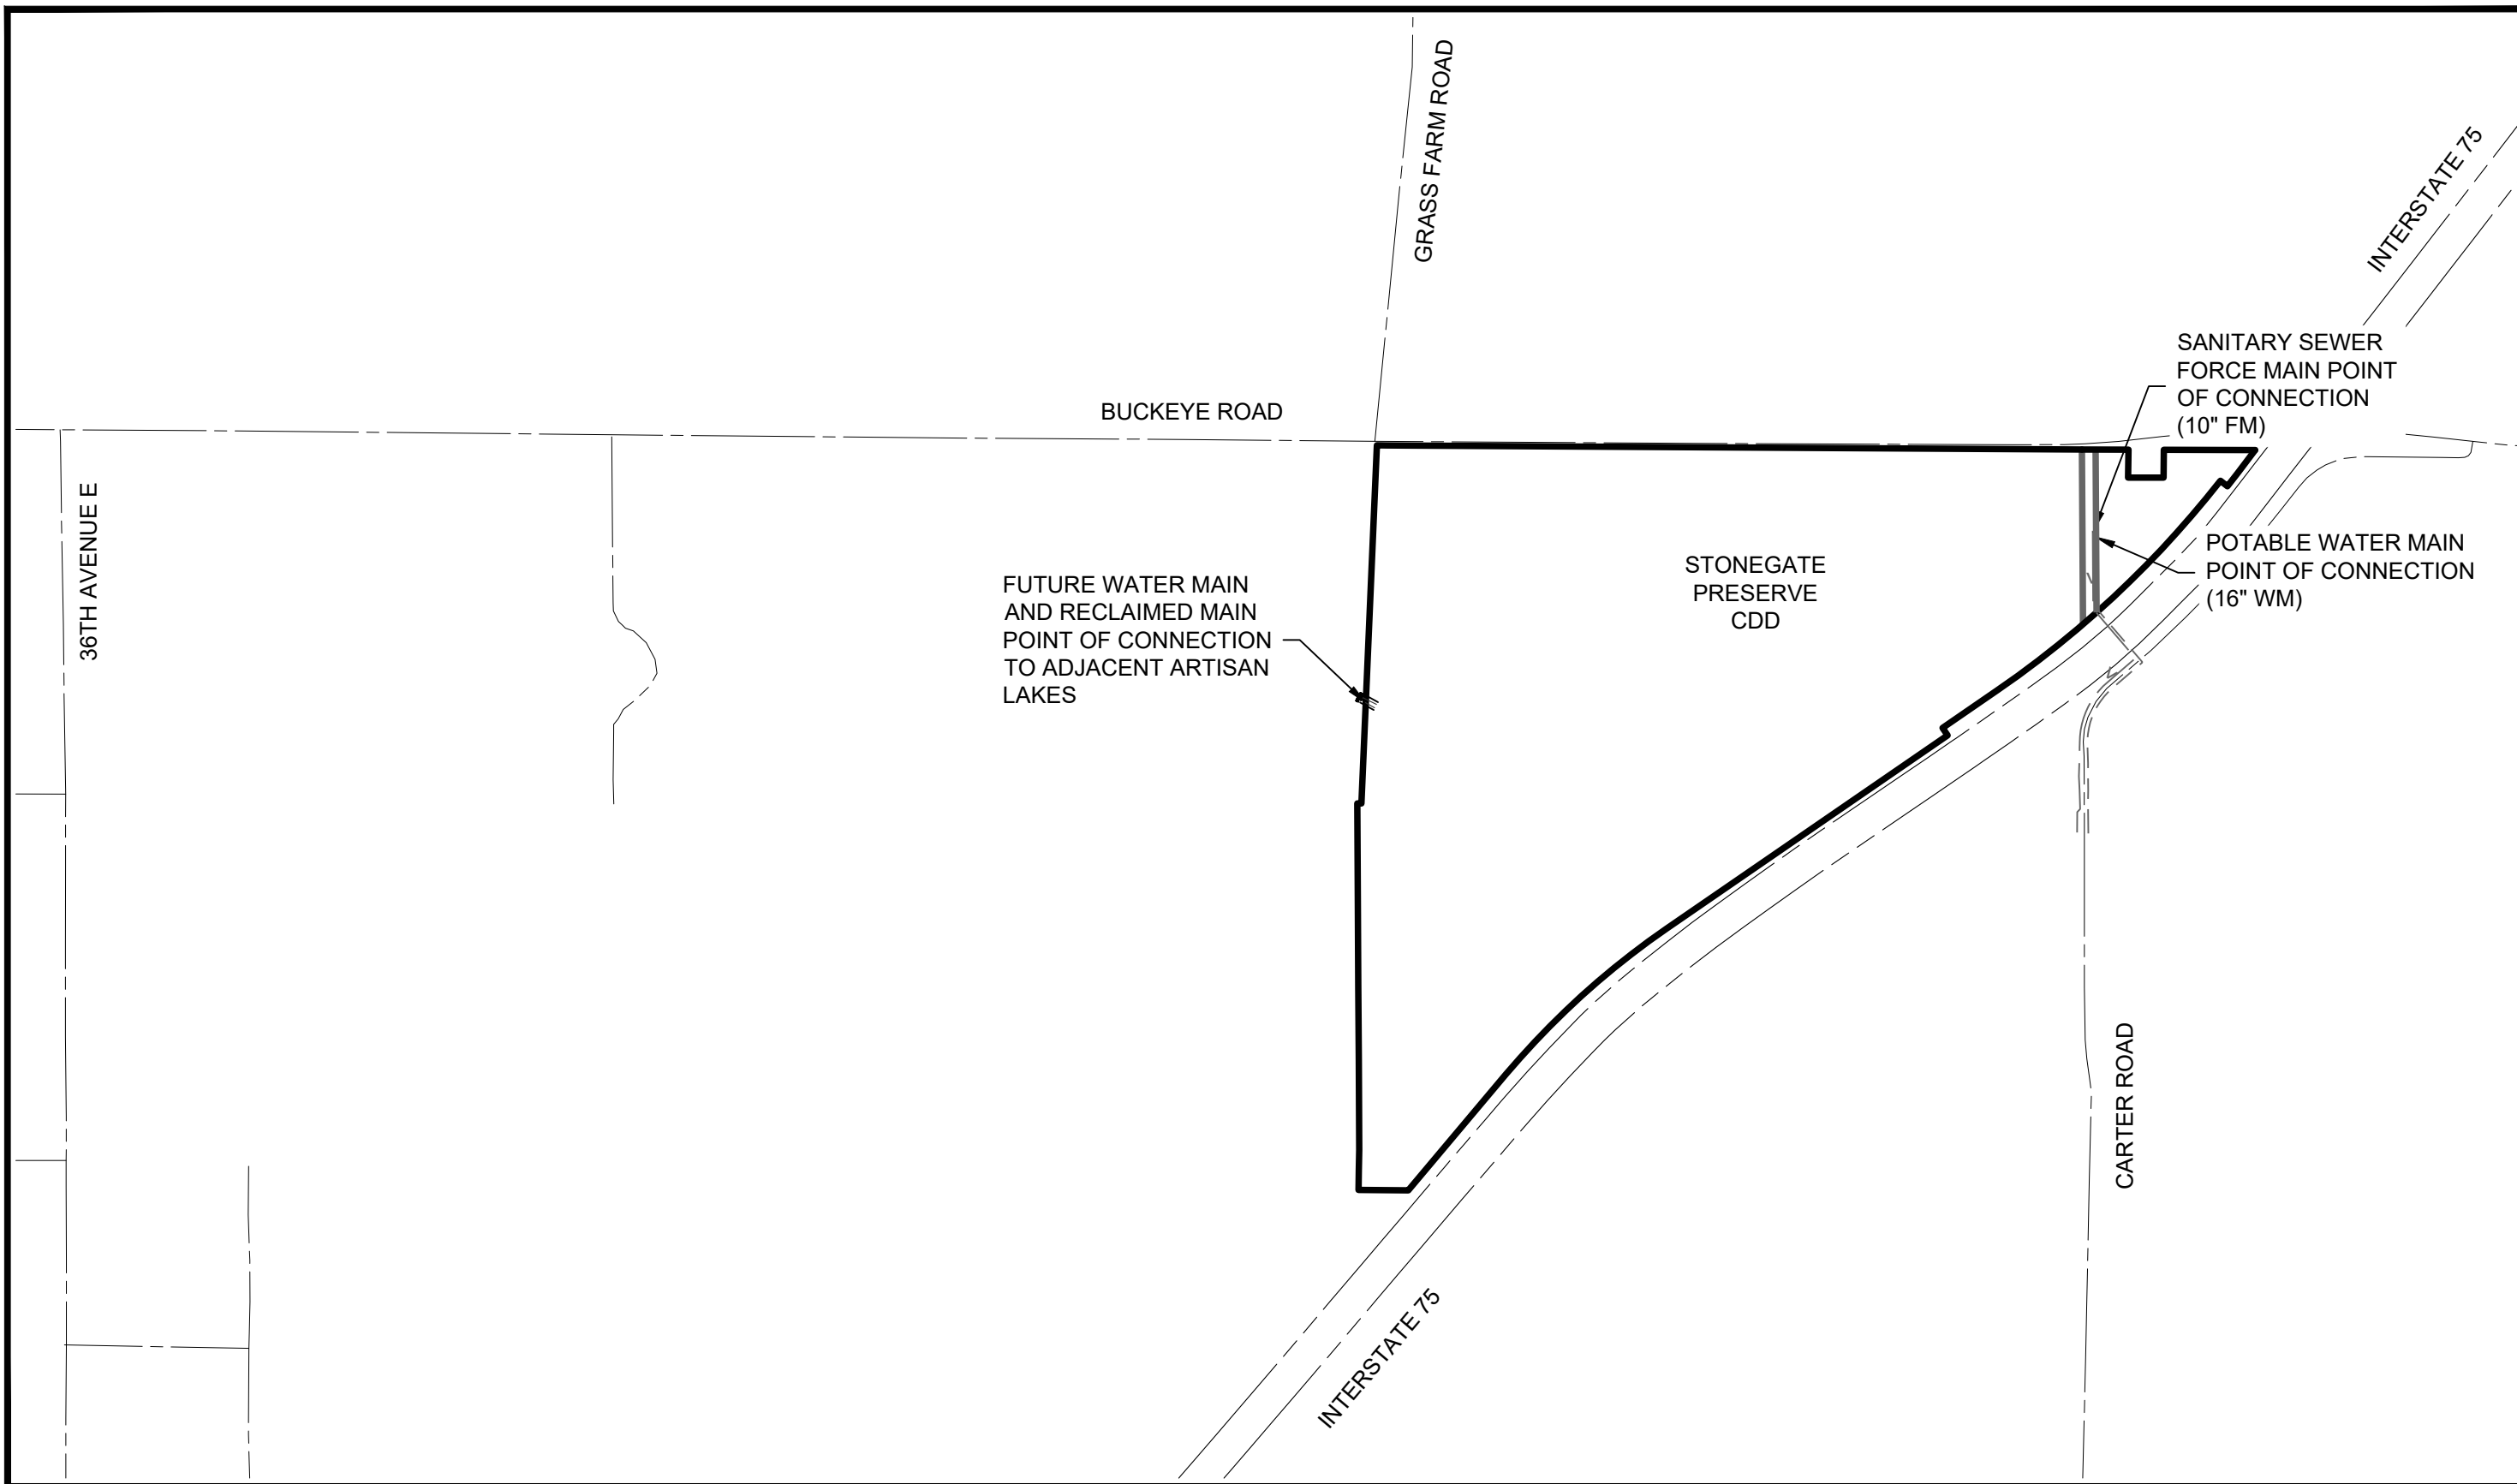 GRASS FARM ROAD
INTERSTATE 75
SANITARY SEWER
FORCE MAIN POINT
OF CONNECTION
(10" FM)
BUCKEYE ROAD
36TH AVENUE E
POTABLE WATER MAIN
POINT OF CONNECTION
(16" WM)
STONEGATE
PRESERVE
CDD
FUTURE WATER MAIN
AND RECLAIMED MAIN
POINT OF CONNECTION
TO ADJACENT ARTISAN
LAKES
CARTER ROAD
INTERSTATE 75